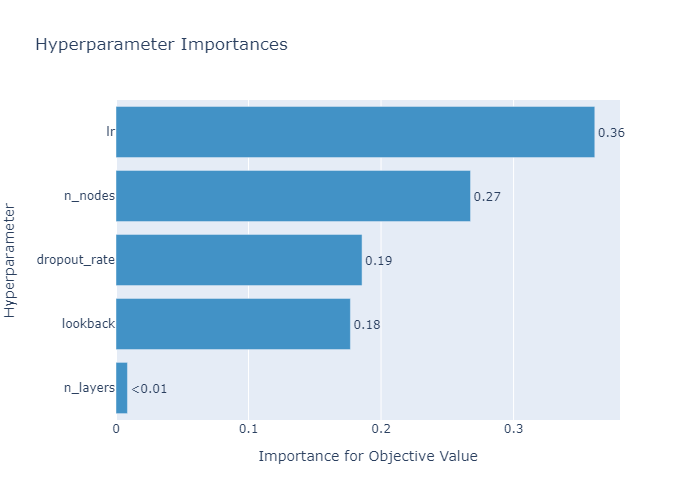 Hyperparameter Importances
Hyperparameter
lr
0.36
n_nodes
0.27
dropout_rate
0.19
lookback
0.18
n_layers
<0.01
0
0.1
0.2
0.3
Importance for Objective Value